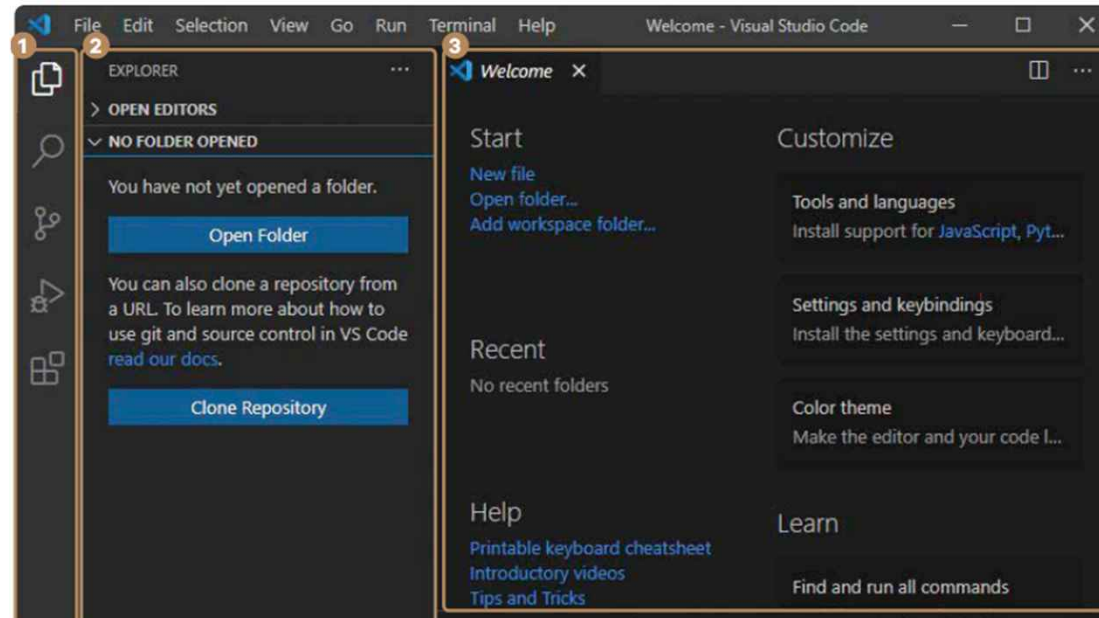 File Edit Selection View Go Run Terminal Help Welcome - Visual Studio Code
1
2
3
EXPLORER
OPEN EDITORS
NO FOLDER OPENED
You have not yet opened a folder.
Open Folder
You can also clone a repository from
a URL. To learn more about how to
use git and source control in VS Code
read our docs.
Clone Repository
Welcome
Start
New file
Open folder...
Add workspace folder...
Recent
No recent folders
Help
Printable keyboard cheatsheet
Introductory videos
Tips and Tricks
Customize
Tools and languages
Install support for JavaScript, Pyt...
Settings and keybindings
Install the settings and keyboard...
Color theme
Make the editor and your code l...
Learn
Find and run all commands